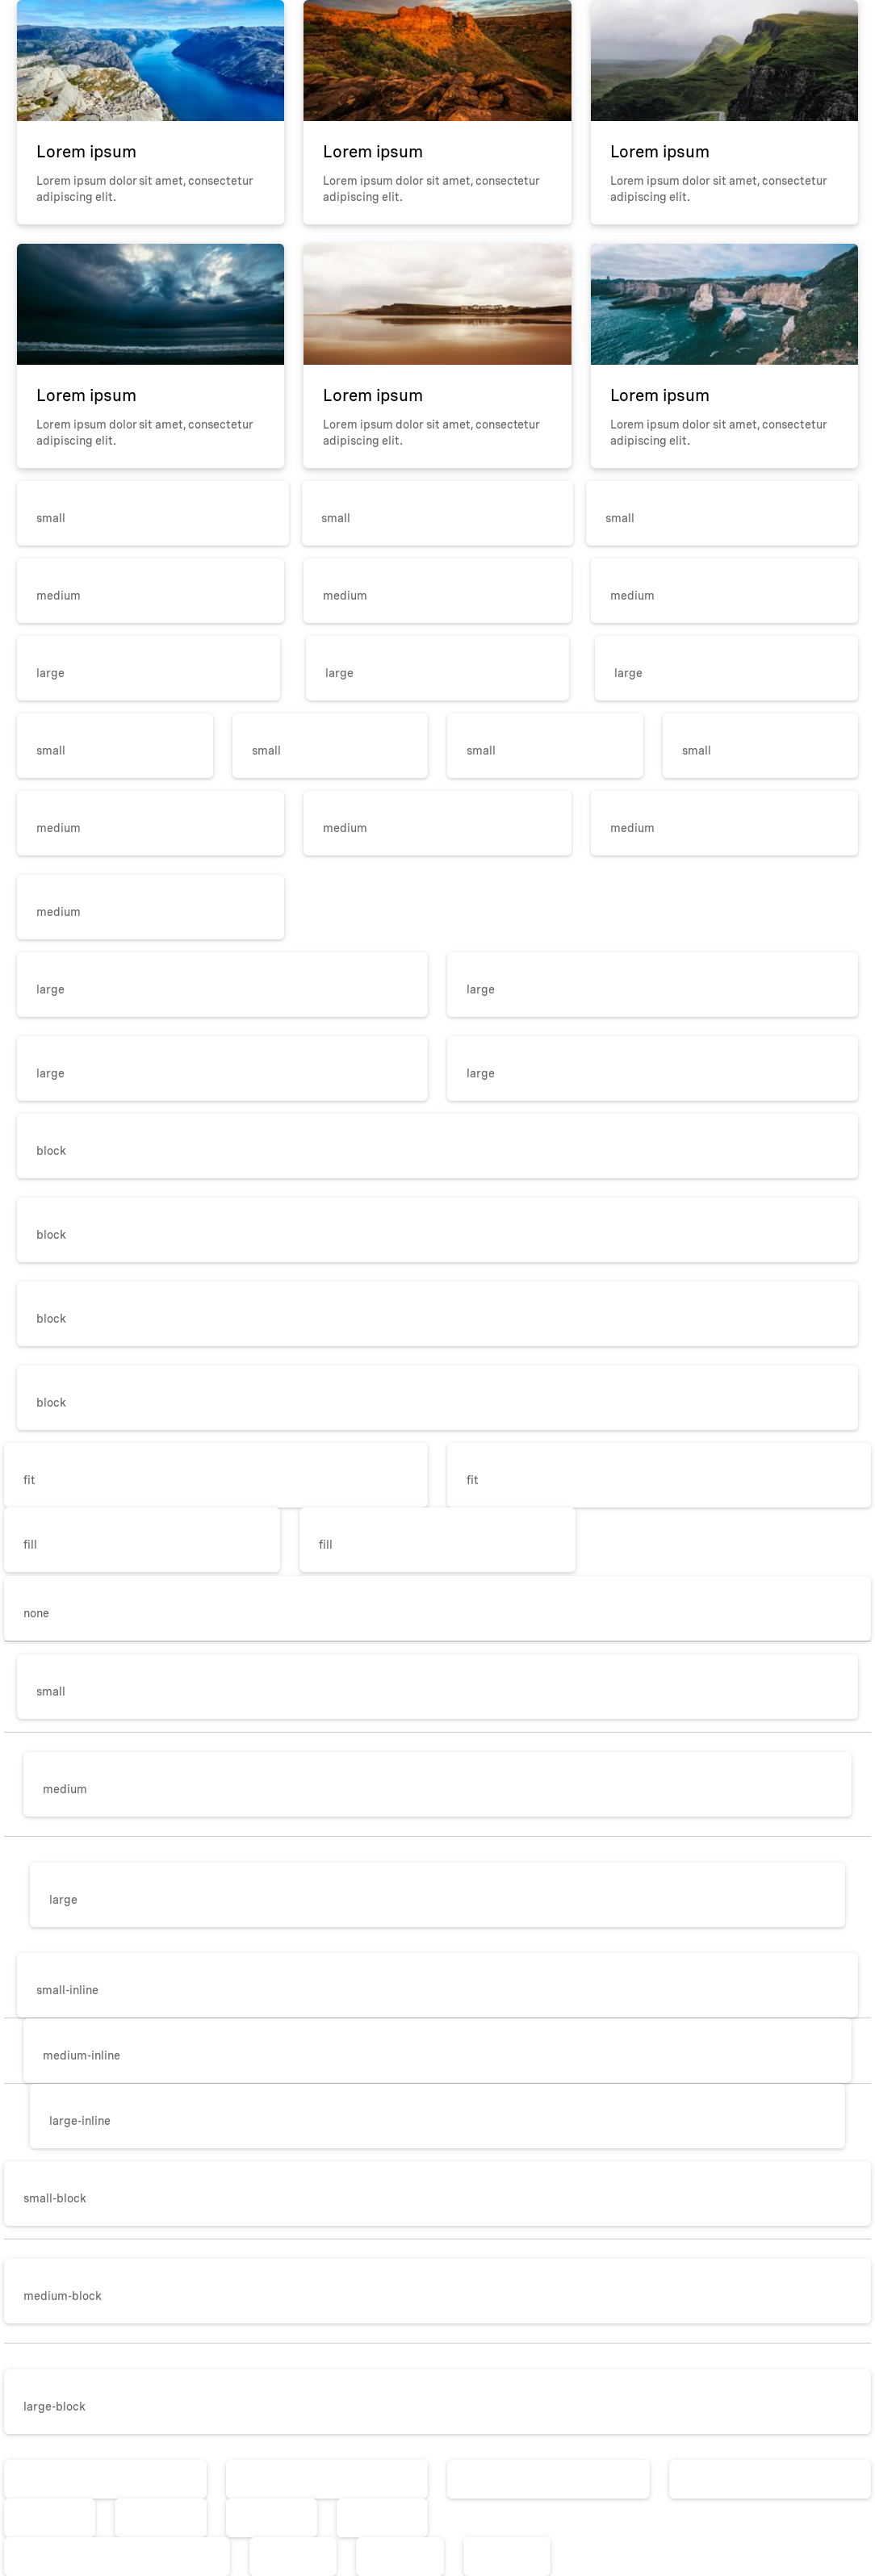 Lorem ipsum
Lorem ipsum dolor sit amet, consectetur
adipiscing elit.
Lorem ipsum
Lorem ipsum dolor sit amet, consectetur
adipiscing elit.
Lorem ipsum
Lorem ipsum dolor sit amet, consectetur
adipiscing elit.
Lorem ipsum
Lorem ipsum dolor sit amet, consectetur
adipiscing elit.
Lorem ipsum
Lorem ipsum dolor sit amet, consectetur
adipiscing elit.
Lorem ipsum
Lorem ipsum dolor sit amet, consectetur
adipiscing elit.
small
small
small
medium
medium
medium
large
large
large
small
small
small
small
medium
medium
medium
medium
large
large
large
large
block
block
block
block
fit
fit
fill
fill
none
small
medium
large
small-inline
medium-inline
large-inline
small-block
medium-block
large-block